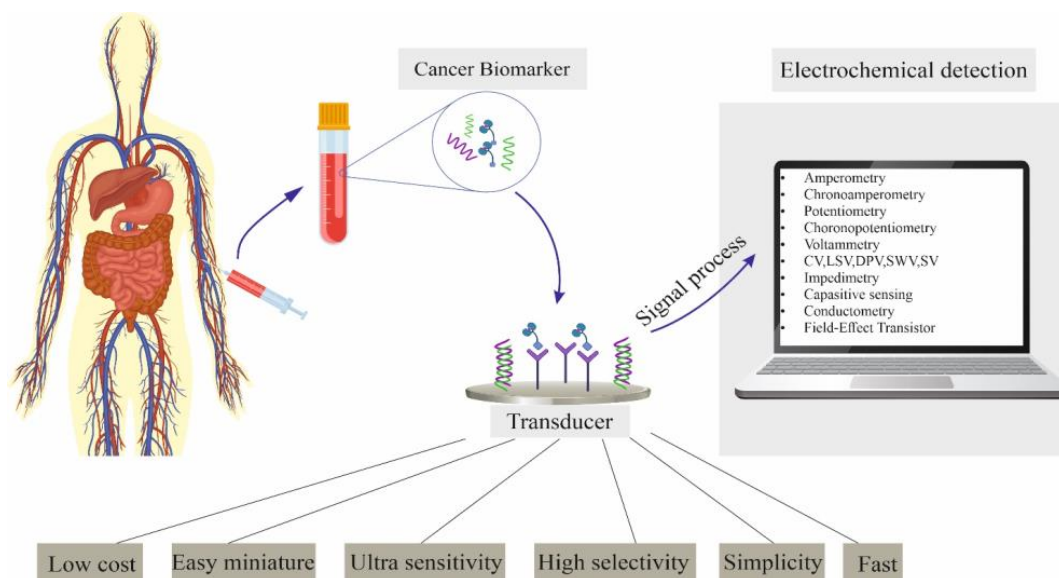 Cancer Biomarker
Electrochemical detection
• Amperometry
• Chronoamperometry
• Potentiometry
• Choronopotentiometry
• Voltammetry
• CV,LSV,DPV,SWV,SV
• Impedimetry
• Capasitive sensing
• Conductometry
• Field-Effect Transistor
Signal process
Transducer
Low cost
Easy miniature
Ultra sensitivity
High selectivity
Simplicity
Fast